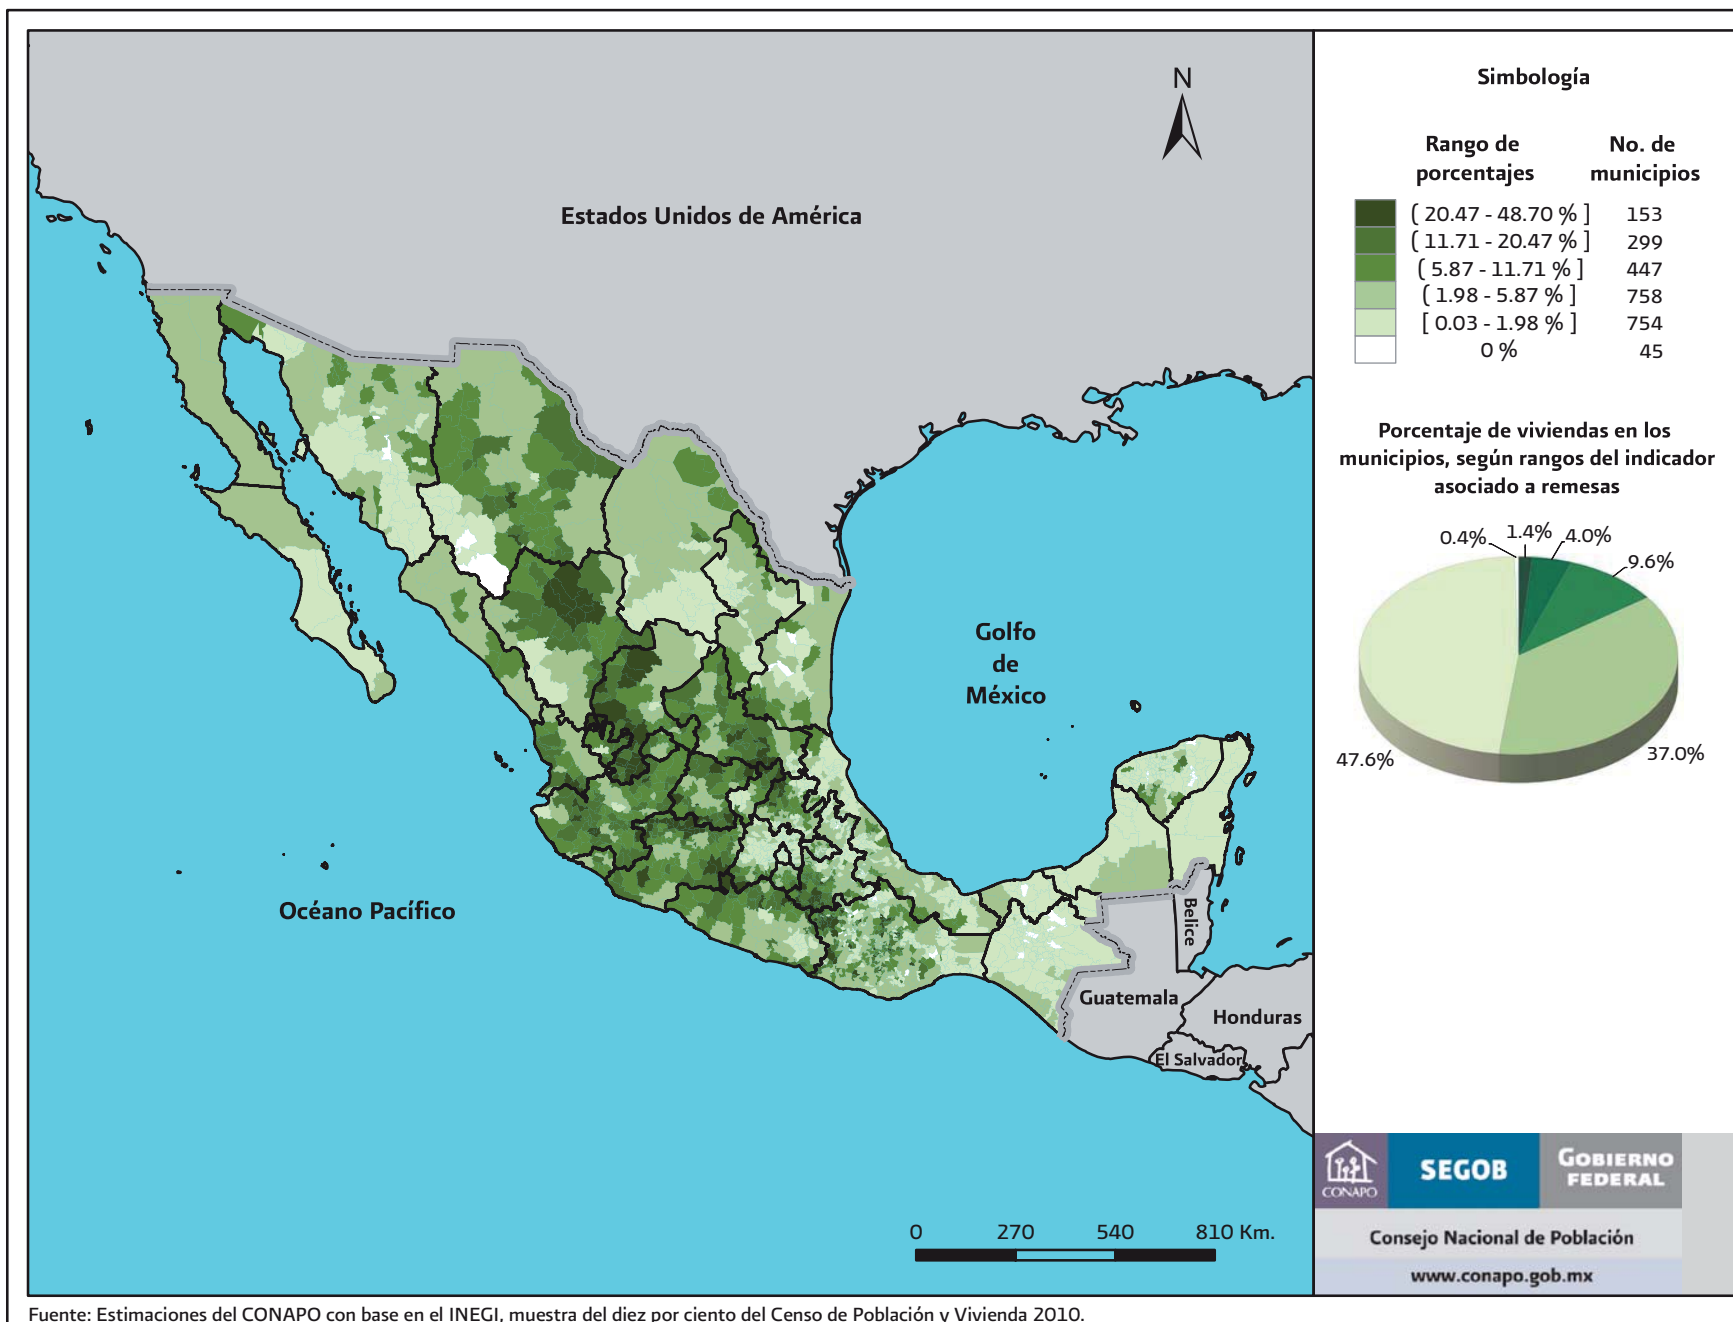 N
Estados Unidos de América
Golfo
de
México
Océano Pacífico
Belice
Guatemala
Honduras
El Salvador
0 270 540 810 Km.
Simbología
Rango de porcentajes No. de municipios
( 20.47 - 48.70 % ] 153
( 11.71 - 20.47 % ] 299
( 5.87 - 11.71 % ] 447
( 1.98 - 5.87 % ] 758
[ 0.03 - 1.98 % ] 754
0 % 45
Porcentaje de viviendas en los
municipios, según rangos del indicador
asociado a remesas
0.4% 1.4% 4.0%
9.6%
47.6% 37.0%
CONAPO
SEGOB
GOBIERNO
FEDERAL
Consejo Nacional de Población
www.conapo.gob.mx
Fuente: Estimaciones del CONAPO con base en el INEGI, muestra del diez por ciento del Censo de Población y Vivienda 2010.